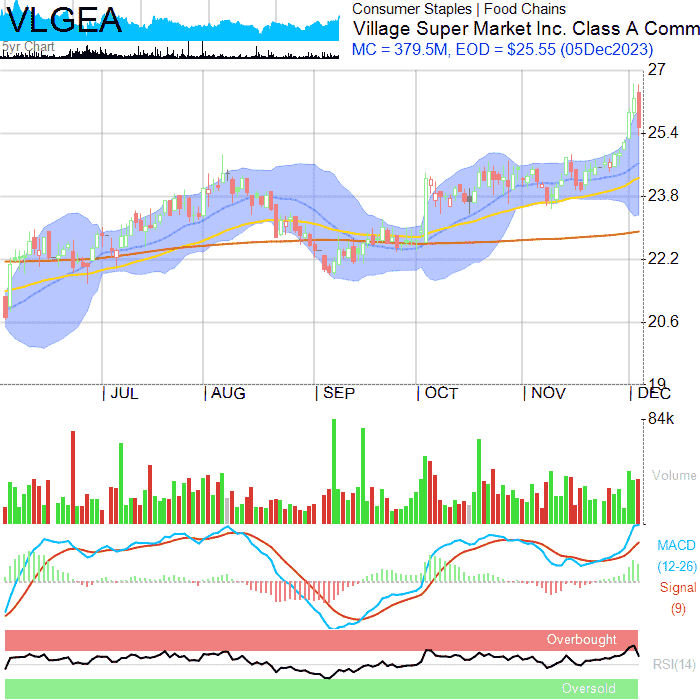 VLGEA
5yr Chart
Consumer Staples | Food Chains
Village Super Market Inc. Class A Comm
MC = 379.5M, EOD = $25.55 (05Dec2023)
27
25.4
23.8
22.2
20.6
19
JUL AUG SEP OCT NOV DEC
84k
Volume
MACD
(12-26)
Signal
(9)
Overbought
RSI(14)
Oversold